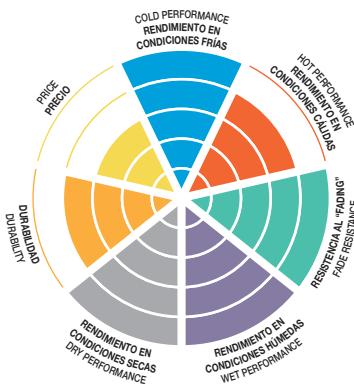 COLD PERFORMANCE
RENDIMIENTO EN
CONDICIONES FRÍAS
HOT PERFORMANCE
RENDIMIENTO EN
CONDICIONES CÁLIDAS
RESISTENCIA AL "FADING"
FADE RESISTANCE
RENDIMIENTO EN
CONDICIONES HÚMEDAS
WET PERFORMANCE
RENDIMIENTO EN
CONDICIONES SECAS
DRY PERFORMANCE
DURABILIDAD
DURABILITY
PRICE
PRECIO